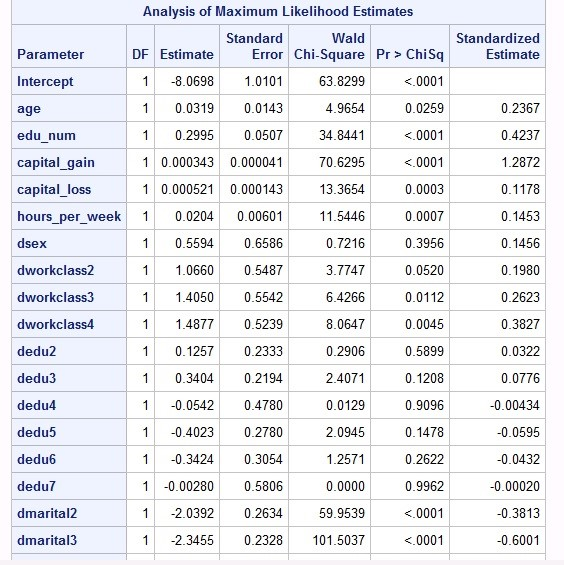 Analysis of Maximum Likelihood Estimates
Parameter DF Estimate Standard Error Wald Chi-Square Pr > ChiSq Standardized Estimate
Intercept 1 -8.0698 1.0101 63.8299 <.0001
age 1 0.0319 0.0143 4.9654 0.0259 0.2367
edu_num 1 0.2995 0.0507 34.8441 <.0001 0.4237
capital_gain 1 0.000343 0.000041 70.6295 <.0001 1.2872
capital_loss 1 0.000521 0.000143 13.3654 0.0003 0.1178
hours_per_week 1 0.0204 0.00601 11.5446 0.0007 0.1453
dsex 1 0.5594 0.6586 0.7216 0.3956 0.1456
dworkclass2 1 1.0660 0.5487 3.7747 0.0520 0.1980
dworkclass3 1 1.4050 0.5542 6.4266 0.0112 0.2623
dworkclass4 1 1.4877 0.5239 8.0647 0.0045 0.3827
dedu2 1 0.1257 0.2333 0.2906 0.5899 0.0322
dedu3 1 0.3404 0.2194 2.4071 0.1208 0.0776
dedu4 1 -0.0542 0.4780 0.0129 0.9096 -0.00434
dedu5 1 -0.4023 0.2780 2.0945 0.1478 -0.0595
dedu6 1 -0.3424 0.3054 1.2571 0.2622 -0.0432
dedu7 1 -0.00280 0.5806 0.0000 0.9962 -0.00020
dmarital2 1 -2.0392 0.2634 59.9539 <.0001 -0.3813
dmarital3 1 -2.3455 0.2328 101.5037 <.0001 -0.6001